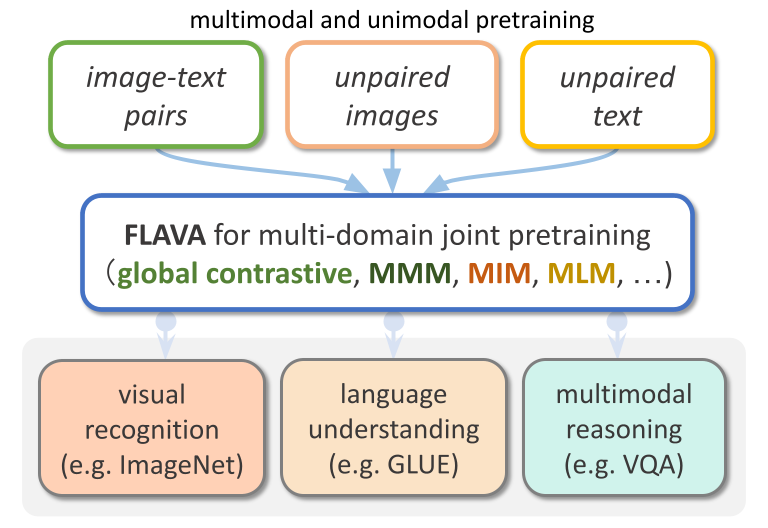 multimodal and unimodal pretraining
image-text
pairs
unpaired
images
unpaired
text
FLAVA for multi-domain joint pretraining
(global contrastive, MMM, MIM, MLM, …)
visual
recognition
(e.g. ImageNet)
language
understanding
(e.g. GLUE)
multimodal
reasoning
(e.g. VQA)